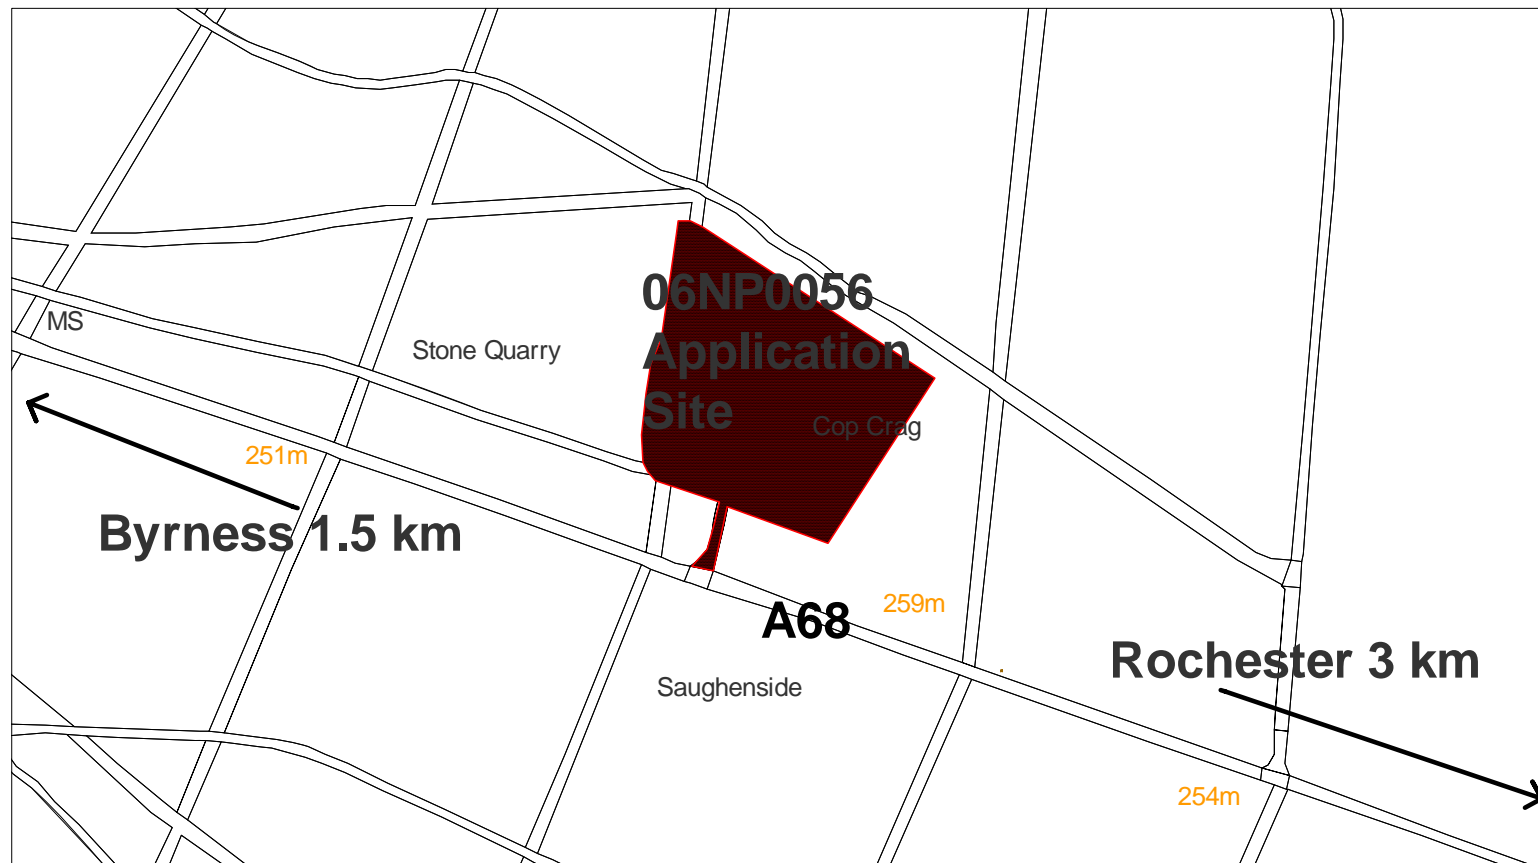 06NP0056
Application
Site
MS
Stone Quarry
Cop Crag
251m
Byrness 1.5 km
A68
259m
Rochester 3 km
Saughenside
254m